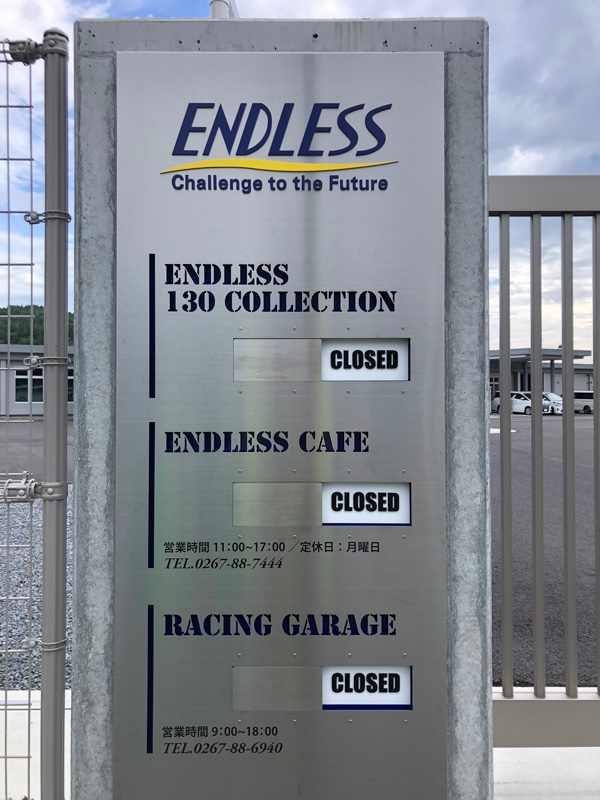 ENDLESS
Challenge to the Future
ENDLESS
130 COLLECTION
CLOSED
ENDLESS CAFE
CLOSED
営業時間 11:00~17:00 ／定休日：月曜日
TEL.0267-88-7444
RACING GARAGE
CLOSED
営業時間 9:00~18:00
TEL.0267-88-6940